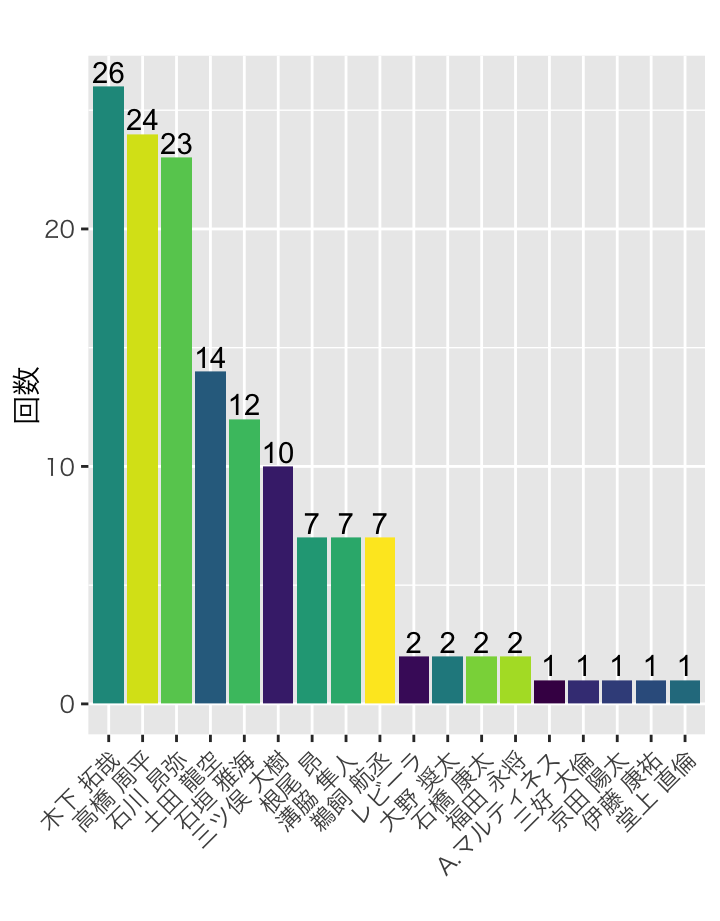 26
24
23
14
12
10
7
7
7
2
2
2
2
1
1
1
1
1
20
10
0
回数
木下 拓哉
高橋 周平
石川 昂弥
土田 龍空
石垣 雅海
三ツ俣 大樹
根尾 昂
溝脇 隼人
鵜飼 航丞
レビーラ
大野 奨太
石橋 康太
福田 永将
A.マルティネス
三好 大倫
京田 陽太
伊藤 康祐
堂上 直倫